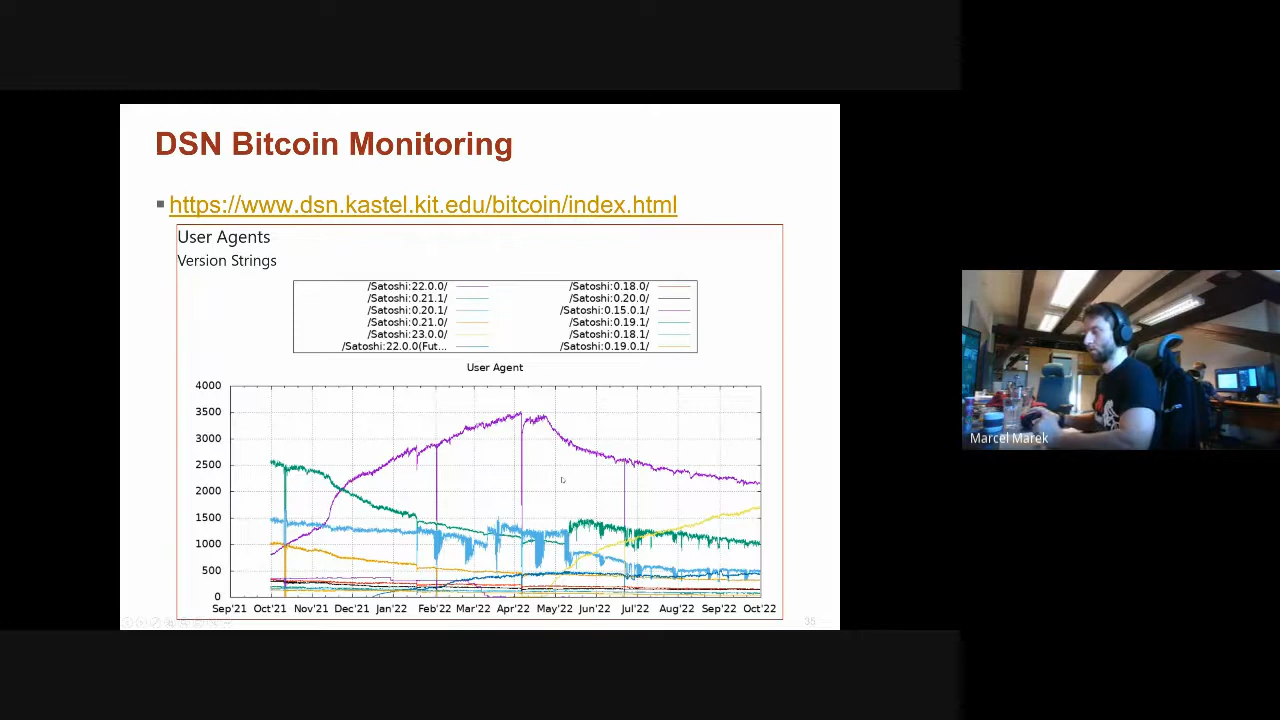 DSN Bitcoin Monitoring
https://www.dsn.kastel.kit.edu/bitcoin/index.html
User Agents
Version Strings
/Satoshi:22.0.0/ /Satoshi:0.18.0/
/Satoshi:0.21.1/ /Satoshi:0.20.0/
/Satoshi:0.20.1/ /Satoshi:0.15.0.1/
/Satoshi:0.21.0/ /Satoshi:0.19.1/
/Satoshi:23.0.0/ /Satoshi:0.18.1/
/Satoshi:22.0.0(Fut... /Satoshi:0.19.0.1/
User Agent
4000
3500
3000
2500
2000
1500
1000
500
0
Sep'21 Oct'21 Nov'21 Dec'21 Jan'22 Feb'22 Mar'22 Apr'22 May'22 Jun'22 Jul'22 Aug'22 Sep'22 Oct'22
35
Marcel Marek